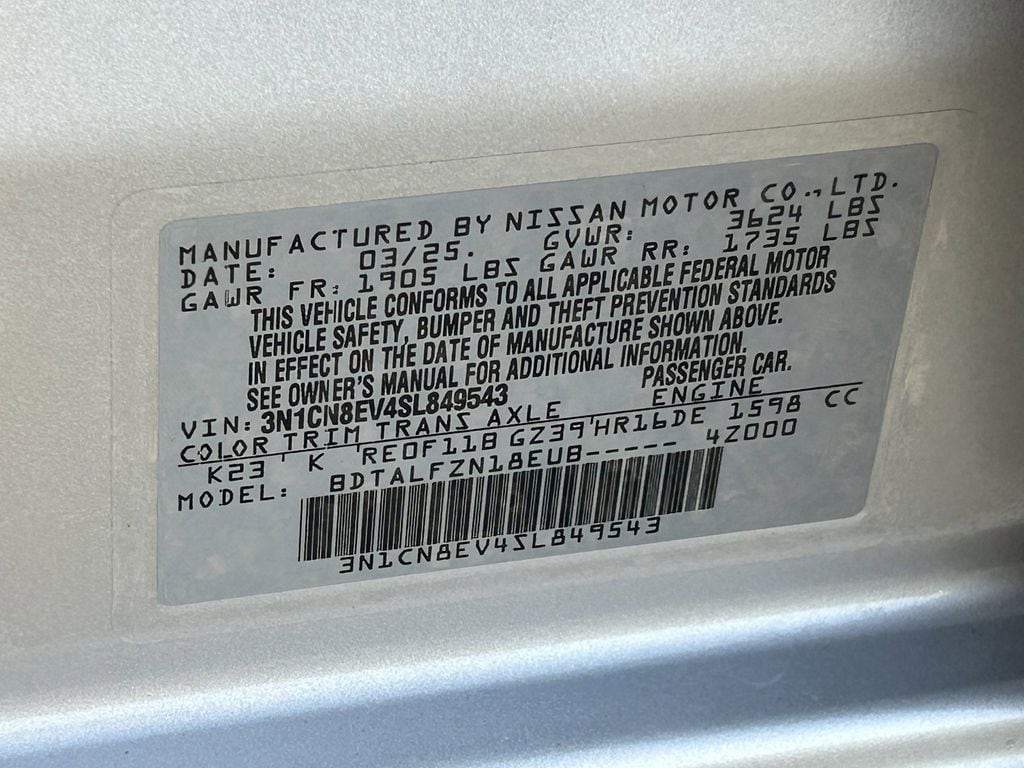 MANUFACTURED BY NISSAN MOTOR CO., LTD.
DATE: 03/25. GVWR: 3624 LBS
GAWR FR: 1905 LBS GAWR RR: 1735 LBS
THIS VEHICLE CONFORMS TO ALL APPLICABLE FEDERAL MOTOR
VEHICLE SAFETY, BUMPER AND THEFT PREVENTION STANDARDS
IN EFFECT ON THE DATE OF MANUFACTURE SHOWN ABOVE.
SEE OWNER'S MANUAL FOR ADDITIONAL INFORMATION.
VIN: 3N1CN8EV4SL849543 PASSENGER CAR.
COLOR TRIM TRANS AXLE ENGINE
K23 ' K 'RE0F11B GZ39'HR16DE 1598 CC
MODEL: BDTALFZN18EUB----- 4Z000
3N1CN8EV4SL849543